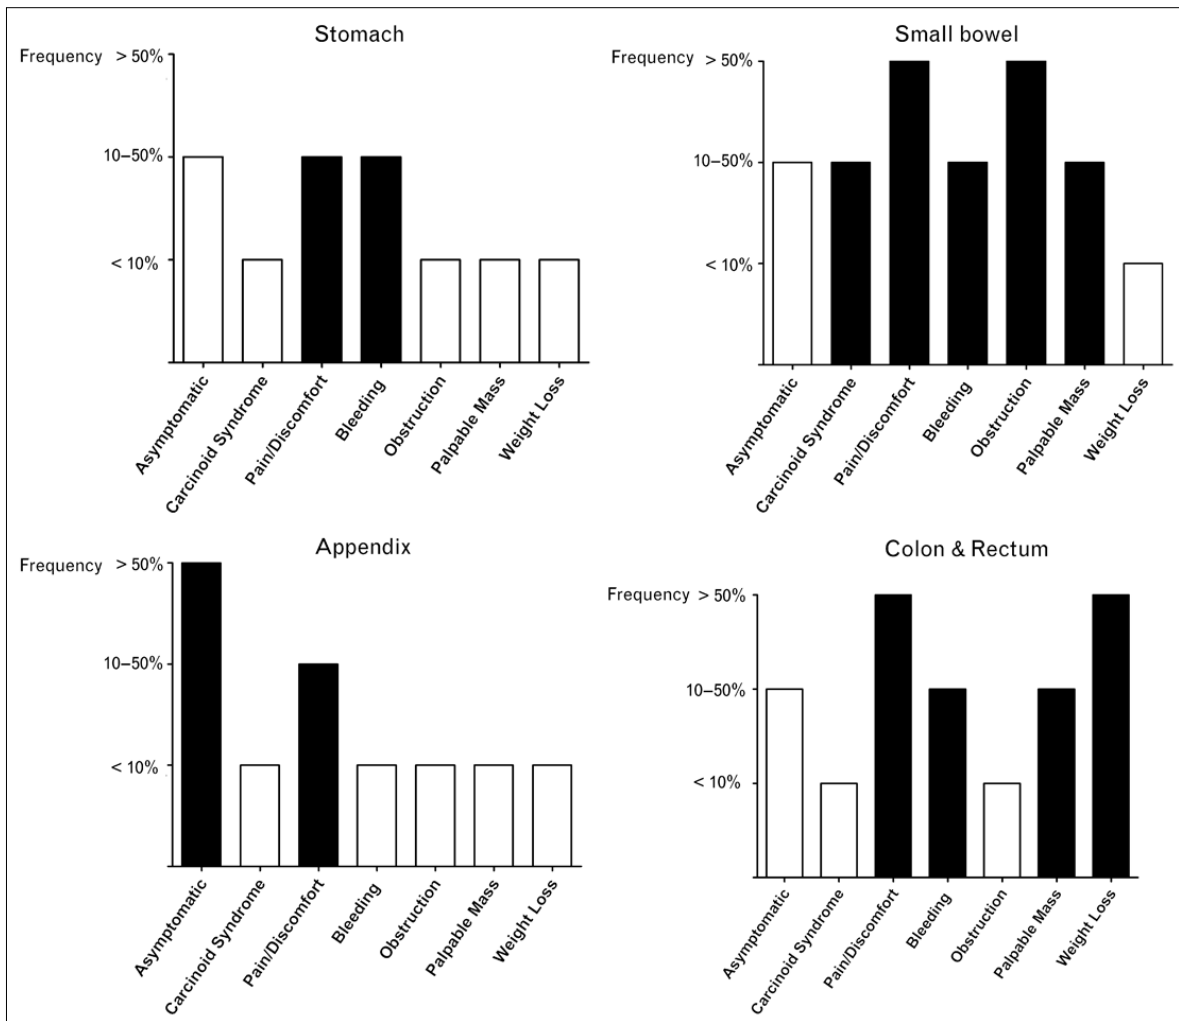 Stomach
Frequency > 50%
10–50%
< 10%
Asymptomatic
Carcinoid Syndrome
Pain/Discomfort
Bleeding
Obstruction
Palpable Mass
Weight Loss
Small bowel
Frequency > 50%
10–50%
< 10%
Asymptomatic
Carcinoid Syndrome
Pain/Discomfort
Bleeding
Obstruction
Palpable Mass
Weight Loss
Appendix
Frequency > 50%
10–50%
< 10%
Asymptomatic
Carcinoid Syndrome
Pain/Discomfort
Bleeding
Obstruction
Palpable Mass
Weight Loss
Colon & Rectum
Frequency > 50%
10–50%
< 10%
Asymptomatic
Carcinoid Syndrome
Pain/Discomfort
Bleeding
Obstruction
Palpable Mass
Weight Loss